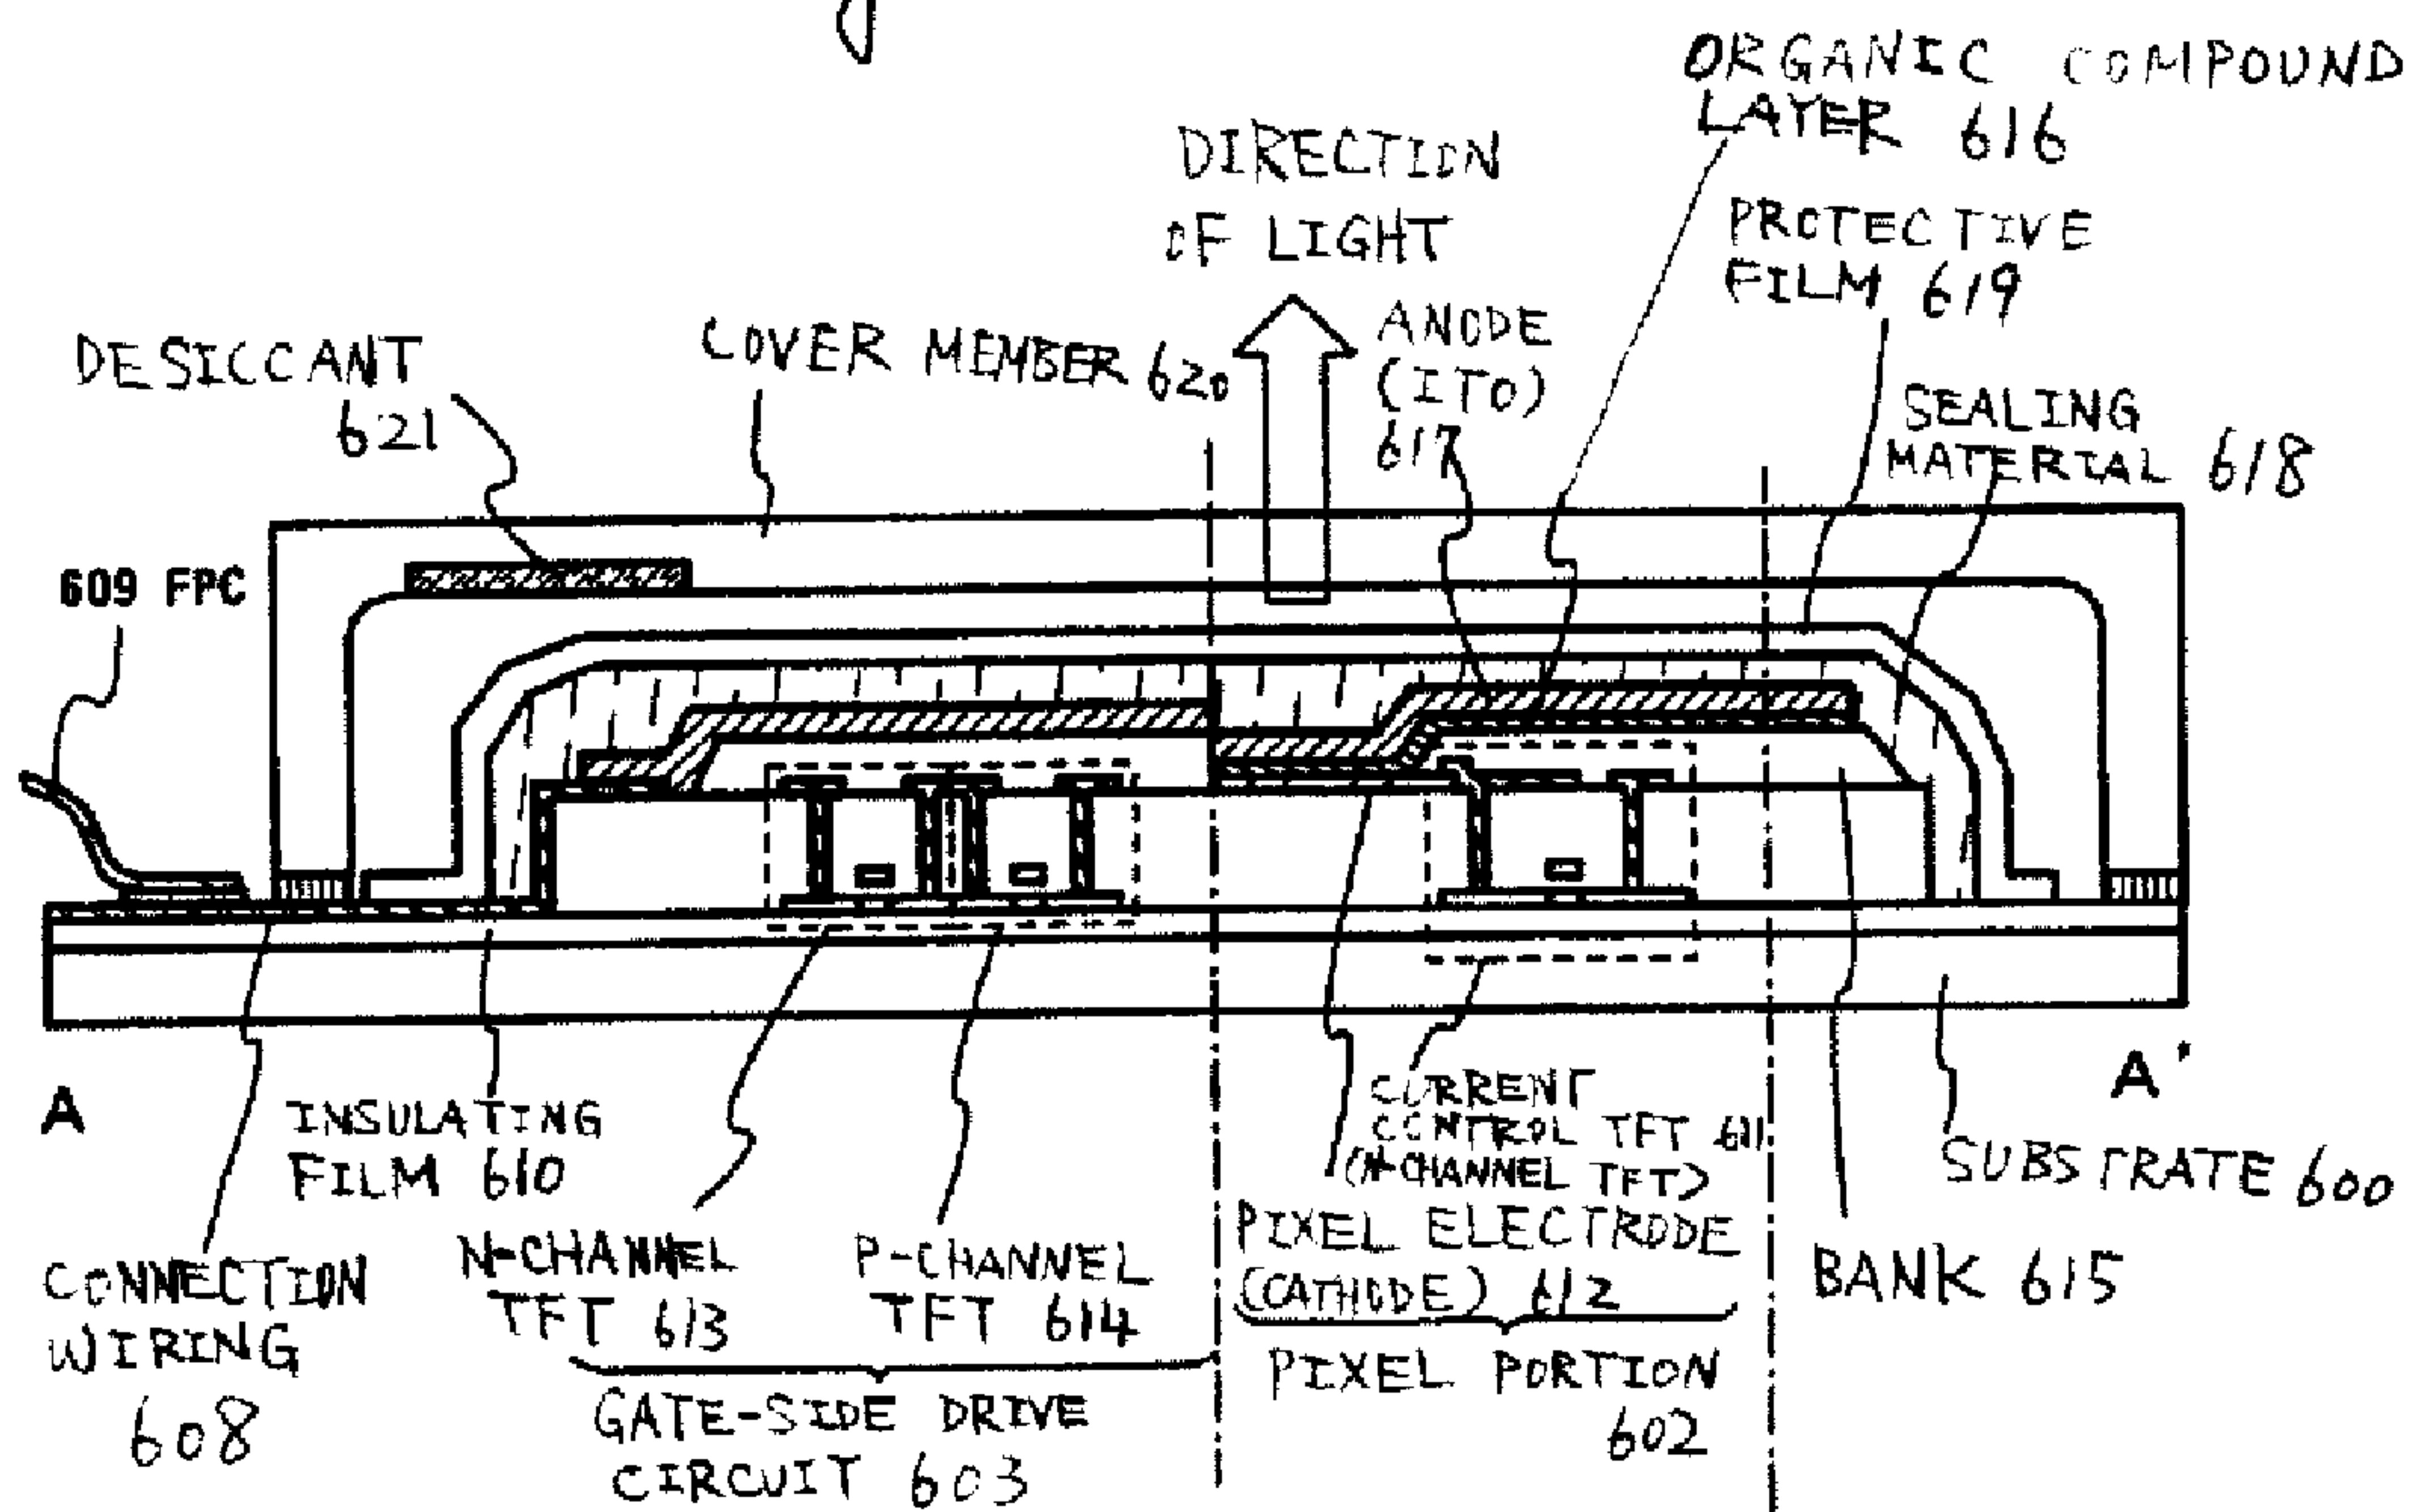 ORGANIC COMPOUND
LAYER 616
DIRECTION
OF LIGHT
PROTECTIVE
FILM 619
ANODE
(ITO)
617
COVER MEMBER 620
DESICCANT
621
SEALING
MATERIAL 618
609 FPC
A
A'
INSULATING
FILM 610
CURRENT
CONTROL TFT 611
(N-CHANNEL TFT)
SUBSTRATE 600
CONNECTION
WIRING
608
N-CHANNEL
TFT 613
P-CHANNEL
TFT 614
PIXEL ELECTRODE
(CATHODE) 612
BANK 615
GATE-SIDE DRIVE
CIRCUIT 603
PIXEL PORTION
602